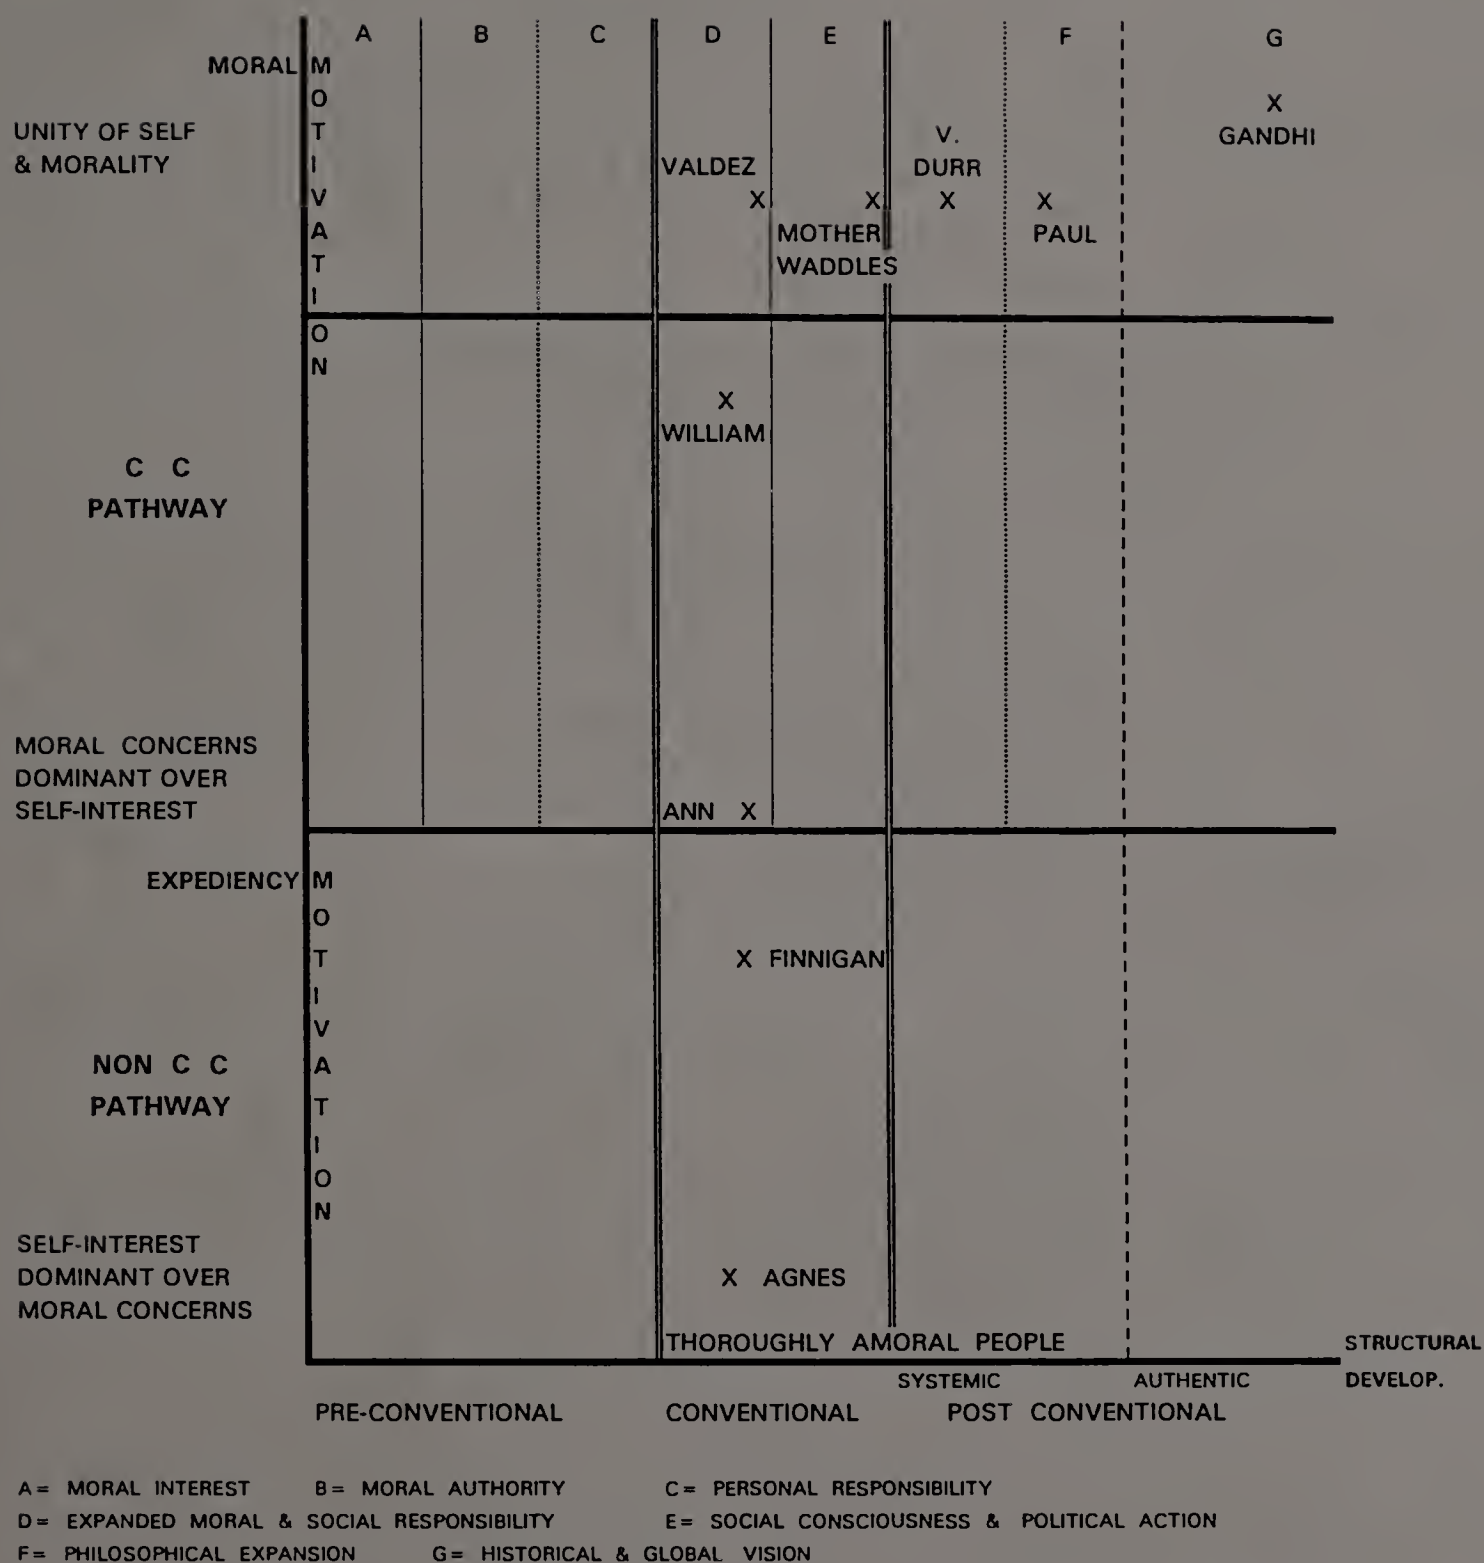 A B C D E F G
MORAL MOTIVATION
X
GANDHI
UNITY OF SELF
& MORALITY
V.
VALDEZ DURR
X X X X
MOTHER PAUL
WADDLES
X
WILLIAM
C C
PATHWAY
MORAL CONCERNS
DOMINANT OVER
SELF-INTEREST
ANN X
EXPEDIENCY MOTIVATION
X FINNIGAN
NON C C
PATHWAY
SELF-INTEREST
DOMINANT OVER
MORAL CONCERNS
X AGNES
THOROUGHLY AMORAL PEOPLE
STRUCTURAL
DEVELOP.
SYSTEMIC AUTHENTIC
PRE-CONVENTIONAL CONVENTIONAL POST CONVENTIONAL
A= MORAL INTEREST B= MORAL AUTHORITY C= PERSONAL RESPONSIBILITY
D= EXPANDED MORAL & SOCIAL RESPONSIBILITY E= SOCIAL CONSCIOUSNESS & POLITICAL ACTION
F= PHILOSOPHICAL EXPANSION G= HISTORICAL & GLOBAL VISION